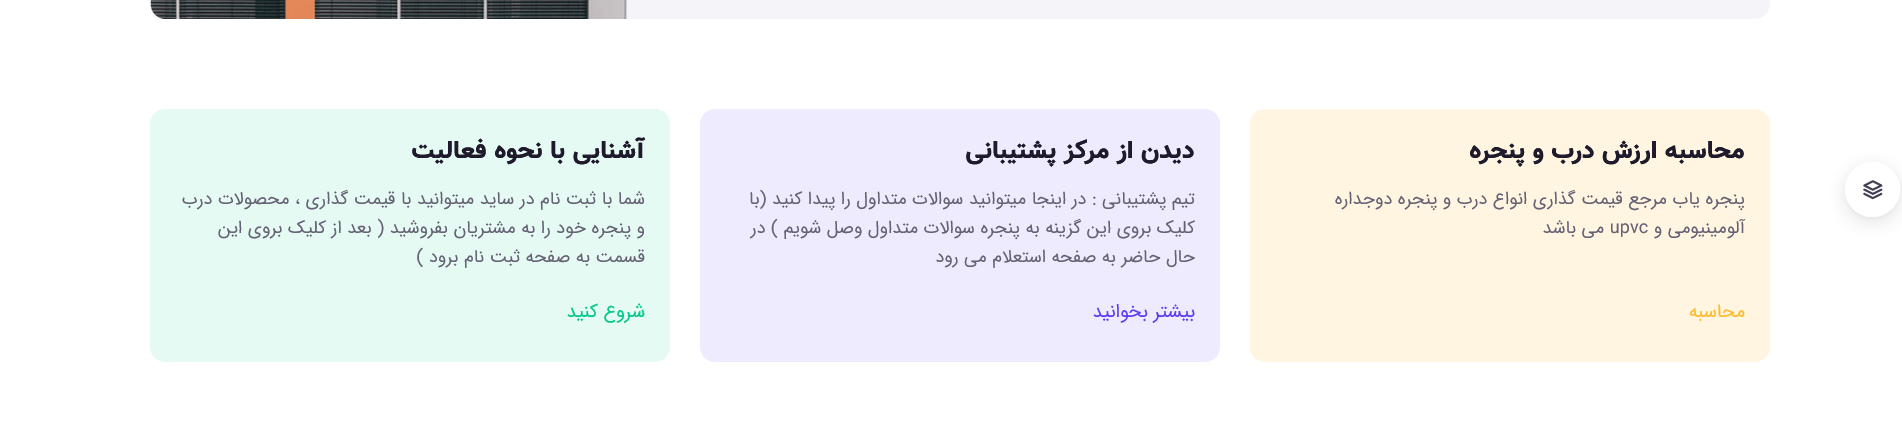 محاسبه ارزش درب و پنجره
پنجره یاب مرجع قیمت گذاری انواع درب و پنجره دوجداره
آلومینیومی و upvc می باشد
محاسبه
دیدن از مرکز پشتیبانی
تیم پشتیبانی : در اینجا میتوانید سوالات متداول را پیدا کنید (با
کلیک بروی این گزینه به پنجره سوالات متداول وصل شویم ) در
حال حاضر به صفحه استعلام می رود
بیشتر بخوانید
آشنایی با نحوه فعالیت
شما با ثبت نام در ساید میتوانید با قیمت گذاری ، محصولات درب
و پنجره خود را به مشتریان بفروشید ( بعد از کلیک بروی این
قسمت به صفحه ثبت نام برود )
شروع کنید